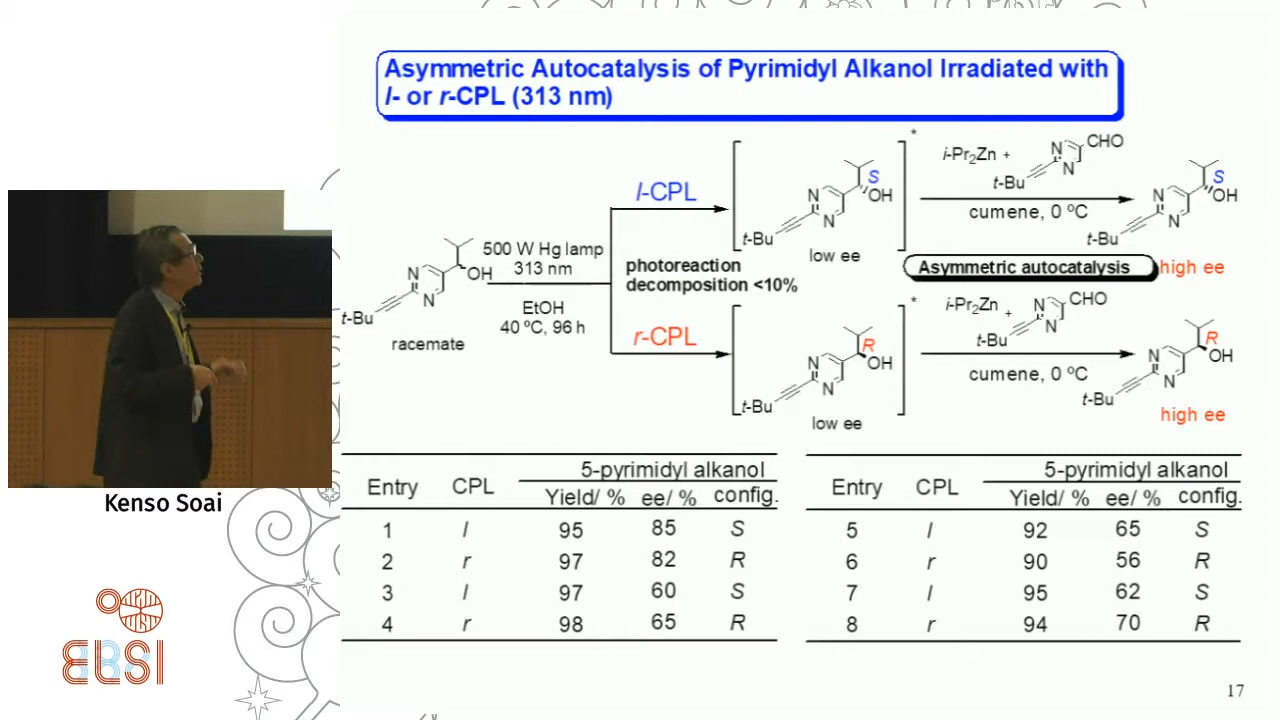 Asymmetric Autocatalysis of Pyrimidyl Alkanol Irradiated with
l- or r-CPL (313 nm)
500 W Hg lamp
313 nm
EtOH
40 ºC, 96 h
N
N
OH
t-Bu
racemate
l-CPL
photoreaction
decomposition <10%
r-CPL
*
S
OH
N
N
t-Bu
low ee
i-Pr2Zn +
CHO
N
N
t-Bu
cumene, 0 ºC
S
OH
N
N
t-Bu
Asymmetric autocatalysis
high ee
*
R
OH
N
N
t-Bu
low ee
i-Pr2Zn +
CHO
N
N
t-Bu
cumene, 0 ºC
R
OH
N
N
t-Bu
high ee
Entry CPL 5-pyrimidyl alkanol
Yield/ % ee/ % config.
1 l 95 85 S
2 r 97 82 R
3 l 97 60 S
4 r 98 65 R
Entry CPL 5-pyrimidyl alkanol
Yield/ % ee/ % config.
5 l 92 65 S
6 r 90 56 R
7 l 95 62 S
8 r 94 70 R
17
Kenso Soai
ELSI